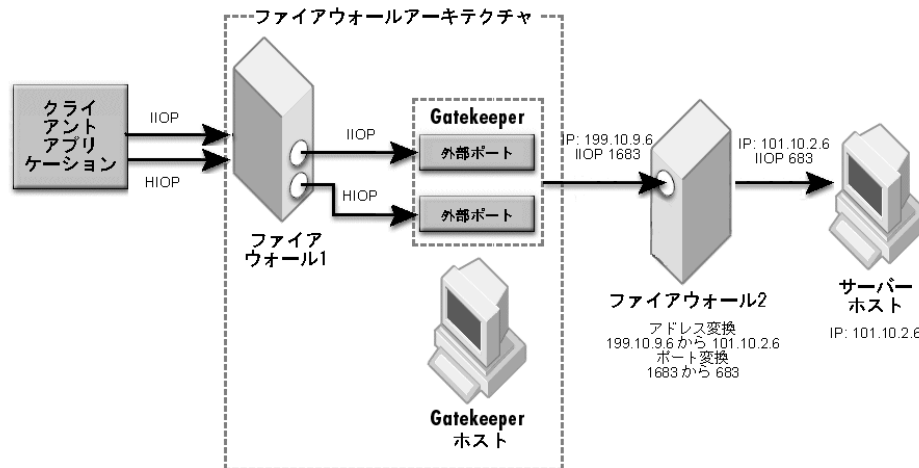 ファイアウォールアーキテクチャ
クライ
アント
アプリ
ケーション
IIOP
HIOP
ファイア
ウォール1
IIOP
HIOP
Gatekeeper
外部ポート
外部ポート
Gatekeeper
ホスト
IP: 199.10.9.6
IIOP 1683
ファイアウォール2
アドレス変換
199.10.9.6 から 101.10.2.6
ポート変換
1683 から 683
IP: 101.10.2.6
IIOP 683
サーバー
ホスト
IP: 101.10.2.6